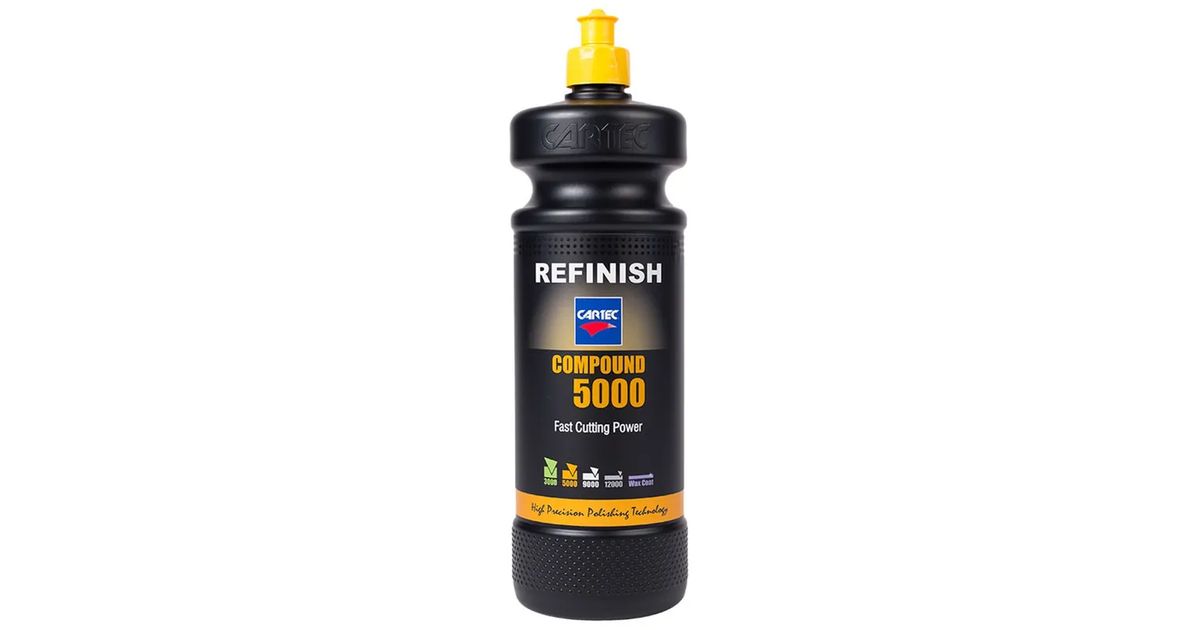 CARTEC
REFINISH
CARTEC
COMPOUND
5000
Fast Cutting Power
3000 5000 9000 12000 Wax Coat
High Precision Polishing Technology